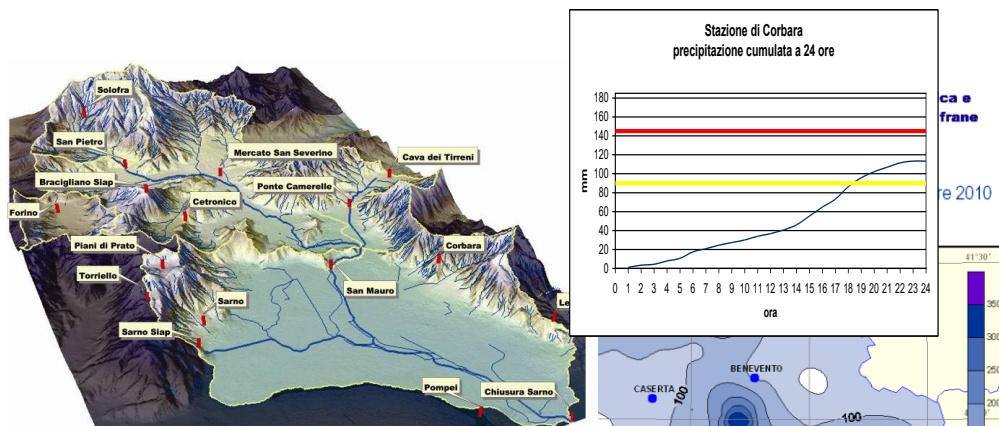 Solofra
San Pietro
Mercato San Severino
Cava dei Tirreni
Bracigliano Siap
Ponte Camerelle
Cetronico
Forino
Piani di Prato
Corbara
Torriello
San Mauro
Sarno
Le
Sarno Siap
Pompei
Chiusura Sarno
Stazione di Corbara
precipitazione cumulata a 24 ore
180
160
140
120
100
80
60
40
20
0
mm
0 1 2 3 4 5 6 7 8 9 10 11 12 13 14 15 16 17 18 19 20 21 22 23 24
ora
ca e
frane
re 2010
41°30'
350
300
250
200
BENEVENTO
CASERTA
100
100